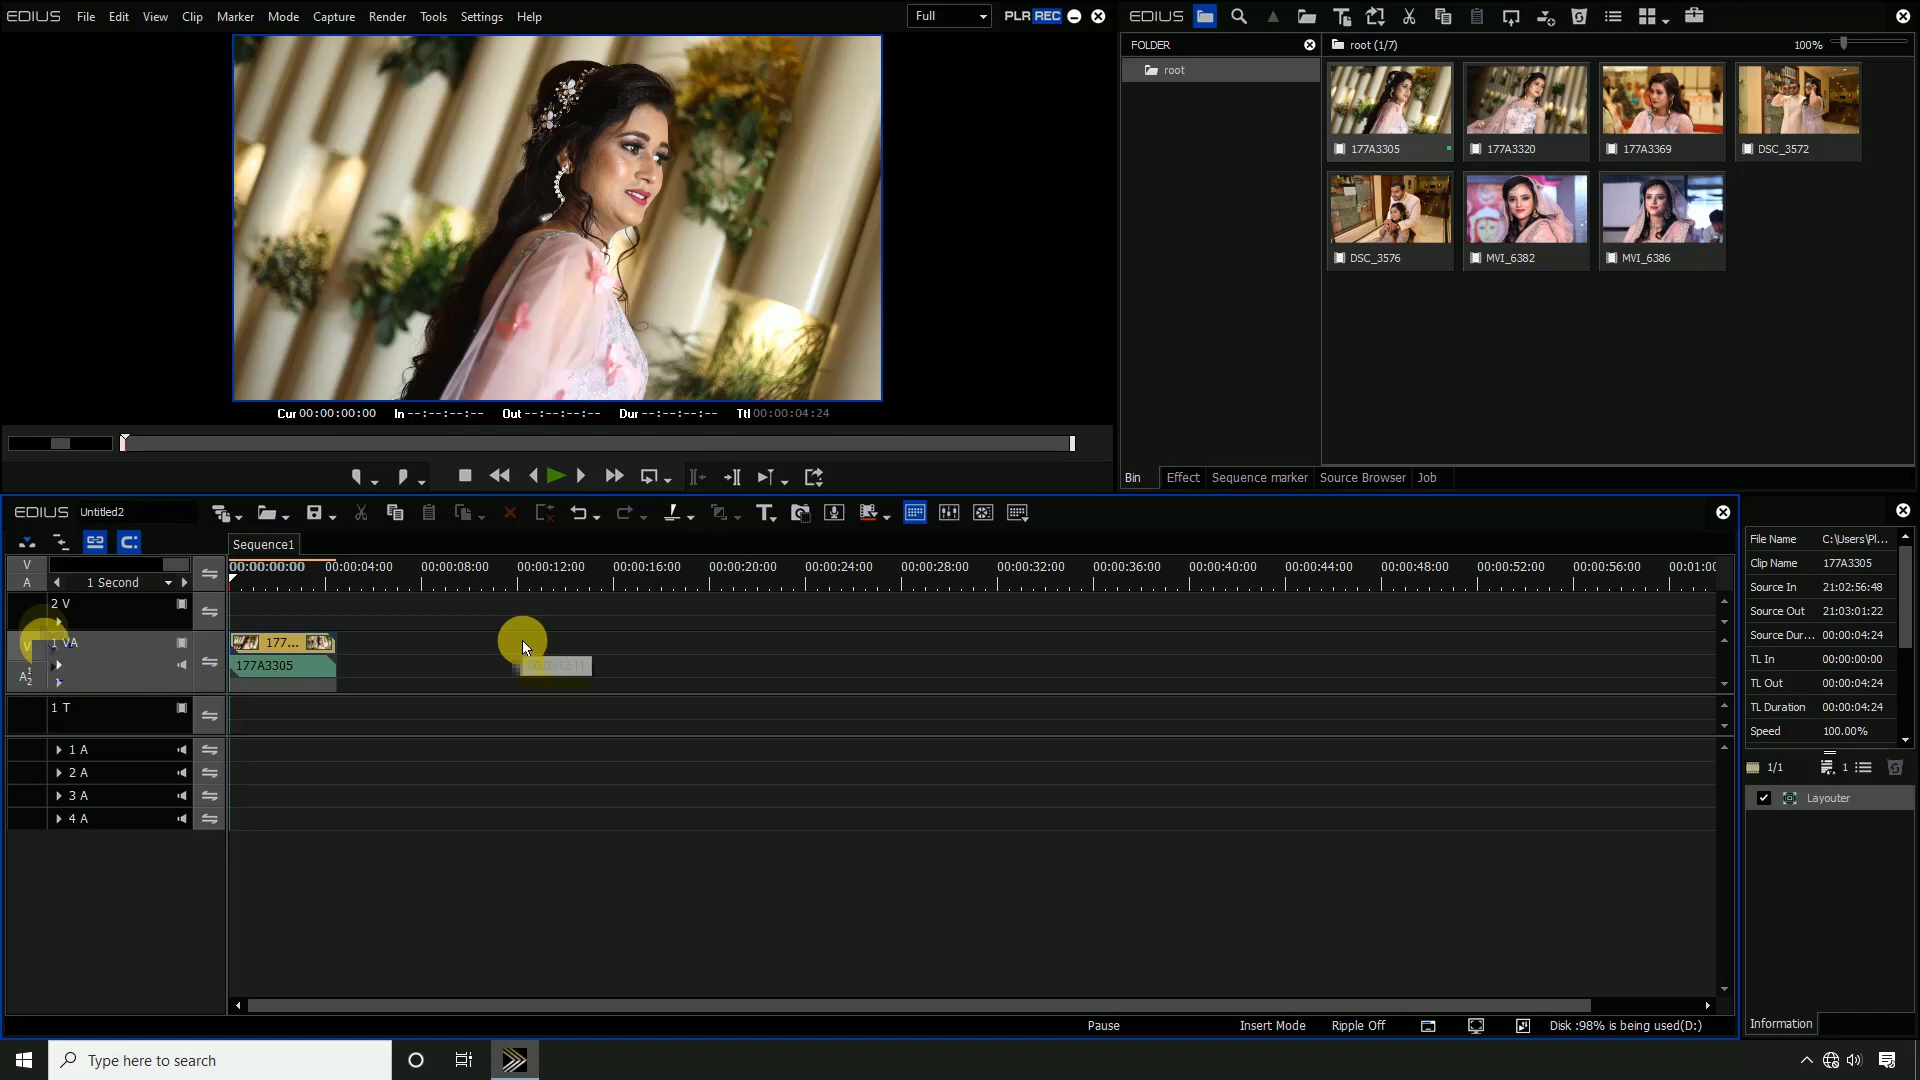 EDIUS File Edit View Clip Marker Mode Capture Render Tools Settings Help
Full
PLR REC
Cur 00:00:00:00 In --:--:--:-- Out --:--:--:-- Dur --:--:--:-- Ttl 00:00:04:24
EDIUS
FOLDER
root
root (1/7)
100%
177A3305
177A3320
177A3369
DSC_3572
DSC_3576
MVI_6382
MVI_6386
Bin Effect Sequence marker Source Browser Job
EDIUS Untitled2
Sequence1
V
A
1 Second
00:00:00:00 00:00:04:00 00:00:08:00 00:00:12:00 00:00:16:00 00:00:20:00 00:00:24:00 00:00:28:00 00:00:32:00 00:00:36:00 00:00:40:00 00:00:44:00 00:00:48:00 00:00:52:00 00:00:56:00 00:01:0
2 V
V
1 VA
177...
A 1 2
177A3305
00:00:12:11
1 T
1 A
2 A
3 A
4 A
File Name C:\Users\Pl...
Clip Name 177A3305
Source In 21:02:56:48
Source Out 21:03:01:22
Source Dur... 00:00:04:24
TL In 00:00:00:00
TL Out 00:00:04:24
TL Duration 00:00:04:24
Speed 100.00%
1/1
1
Layouter
Information
Pause Insert Mode Ripple Off Disk :98% is being used(D:)
Type here to search